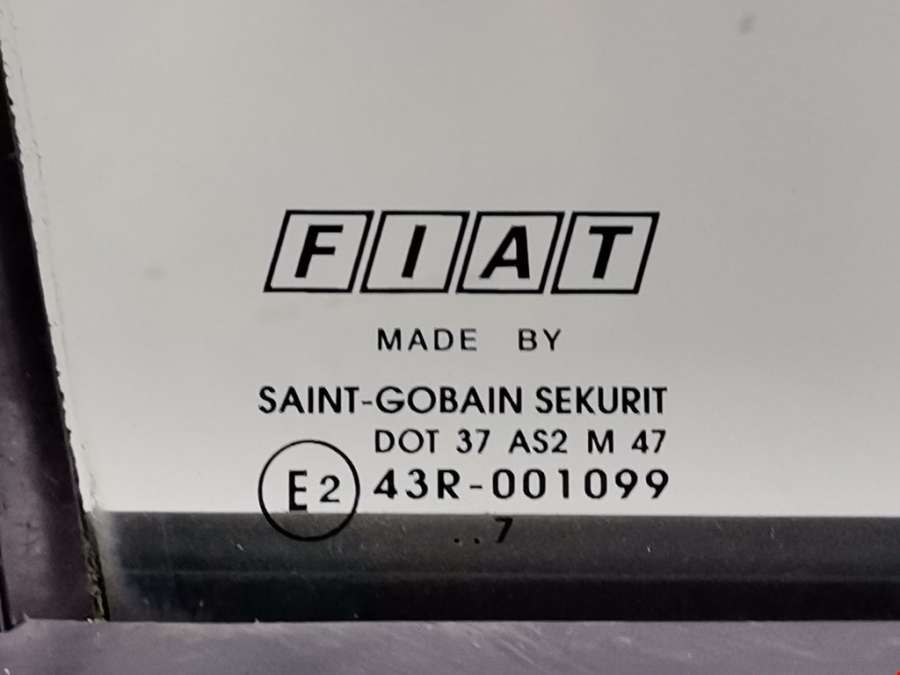 FIAT
MADE BY
SAINT-GOBAIN SEKURIT
DOT 37 AS2 M 47
E2 43R-001099
..7